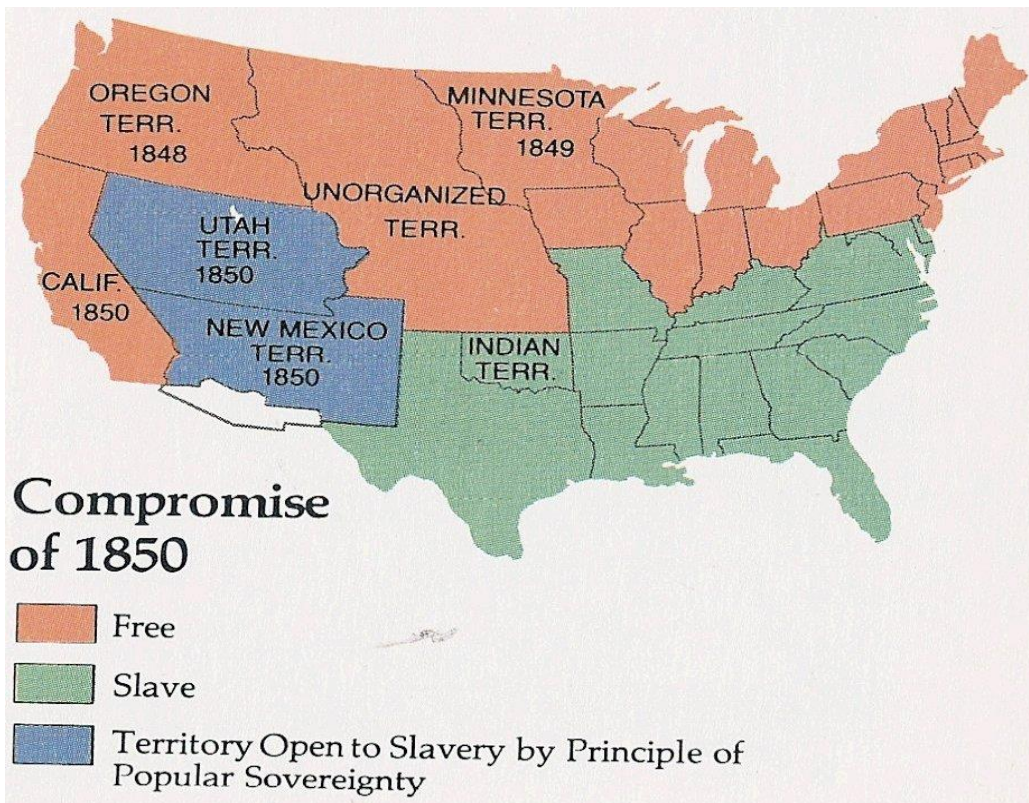 OREGON
TERR.
1848
MINNESOTA
TERR.
1849
UNORGANIZED
TERR.
UTAH
TERR.
1850
CALIF.
1850
NEW MEXICO
TERR.
1850
INDIAN
TERR.
Compromise
of 1850
Free
Slave
Territory Open to Slavery by Principle of
Popular Sovereignty